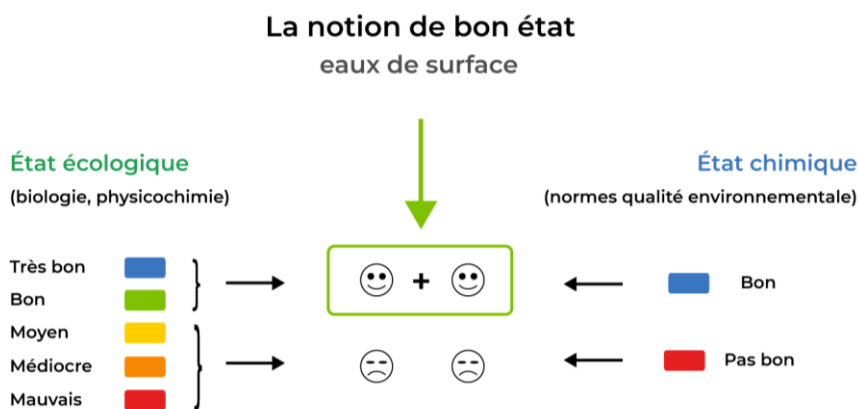 La notion de bon état
eaux de surface
État écologique
(biologie, physicochimie)
État chimique
(normes qualité environnementale)
Très bon
Bon
Moyen
Médiocre
Mauvais
+
Bon
Pas bon